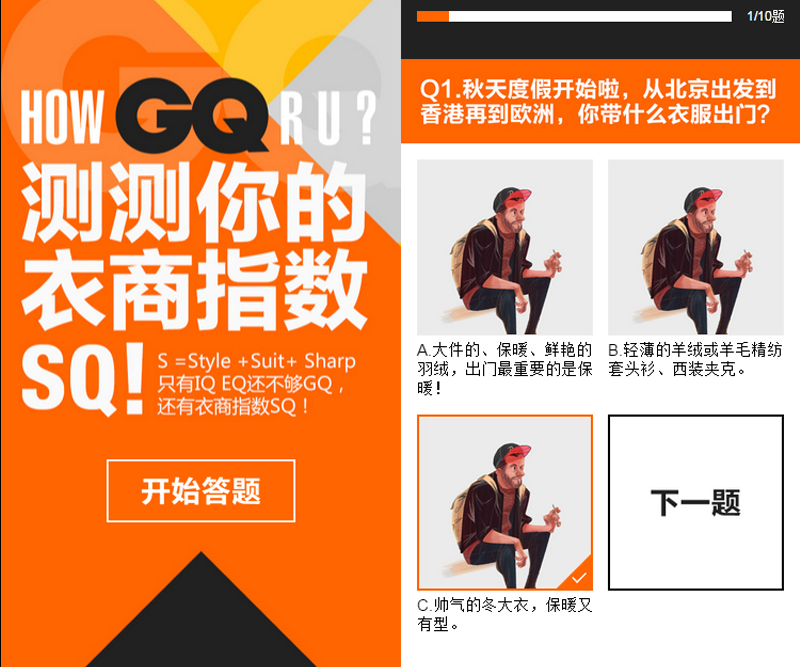 HOW GQ R U ?
测测你的
衣商指数
SQ!
S =Style +Suit+ Sharp
只有IQ EQ还不够GQ，
还有衣商指数SQ！
开始答题
1/10题
Q1.秋天度假开始啦，从北京出发到
香港再到欧洲，你带什么衣服出门？
A.大件的、保暖、鲜艳的
羽绒，出门最重要的是保
暖！
B.轻薄的羊绒或羊毛精纺
套头衫、西装夹克。
C.帅气的冬大衣，保暖又
有型。
下一题